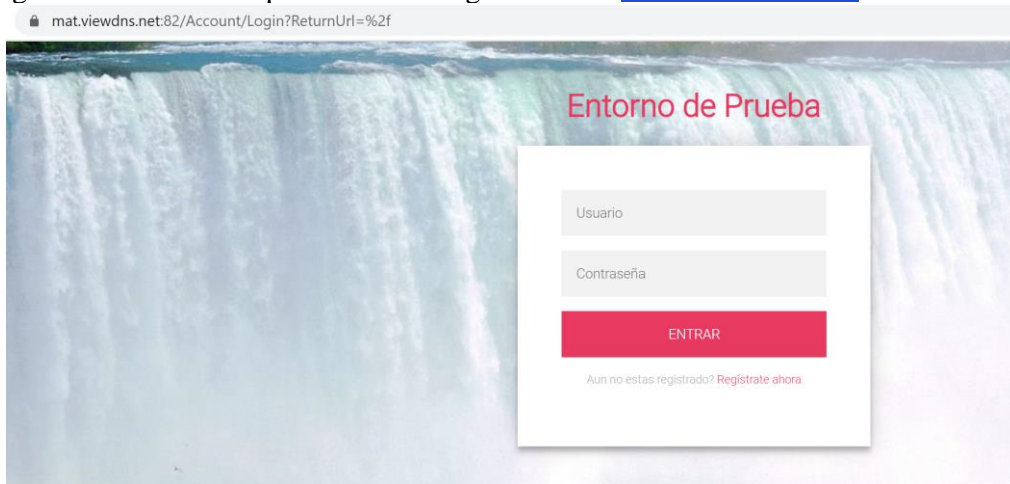 mat.viewdns.net:82/Account/Login?ReturnUrl=%2f
Entorno de Prueba
Usuario
Contraseña
ENTRAR
Aun no estas registrado? Regístrate ahora